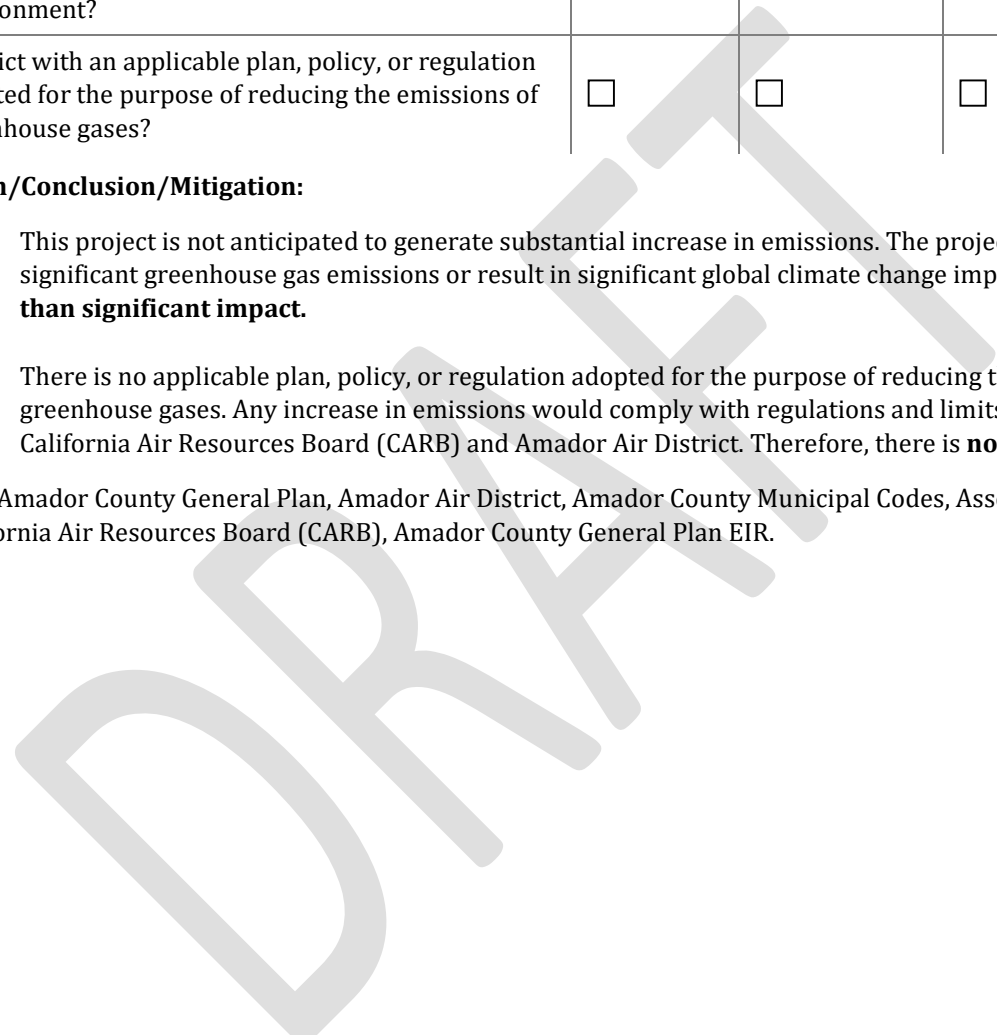 onment?
ict with an applicable plan, policy, or regulation
ted for the purpose of reducing the emissions of
nhouse gases?
☐ ☐ ☐
n/Conclusion/Mitigation:
This project is not anticipated to generate substantial increase in emissions. The projec
significant greenhouse gas emissions or result in significant global climate change imp
than significant impact.
There is no applicable plan, policy, or regulation adopted for the purpose of reducing t
greenhouse gases. Any increase in emissions would comply with regulations and limits
California Air Resources Board (CARB) and Amador Air District. Therefore, there is no
Amador County General Plan, Amador Air District, Amador County Municipal Codes, Asse
ornia Air Resources Board (CARB), Amador County General Plan EIR.
DRAFT